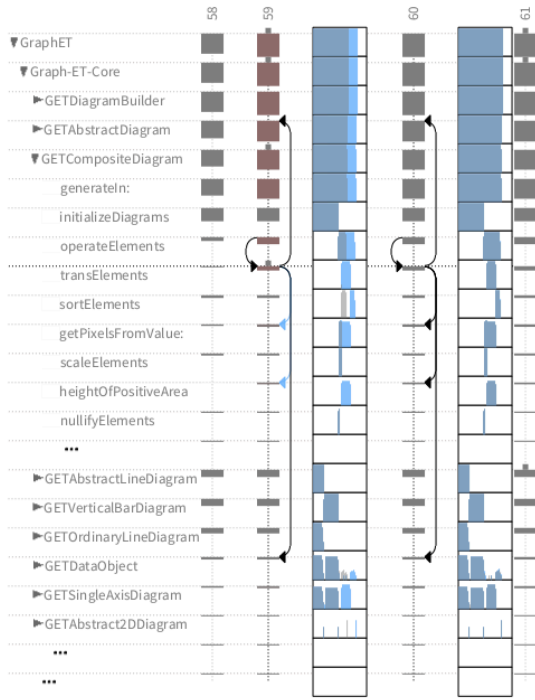 58 59 60 61
GraphET
Graph-ET-Core
GETDiagramBuilder
GETAbstractDiagram
GETCompositeDiagram
generateIn:
initializeDiagrams
operateElements
transElements
sortElements
getPixelsFromValue:
scaleElements
heightOfPositiveArea
nullifyElements
...
GETAbstractLineDiagram
GETVerticalBarDiagram
GETOrdinaryLineDiagram
GETDataObject
GETSingleAxisDiagram
GETAbstract2DDiagram
...
...